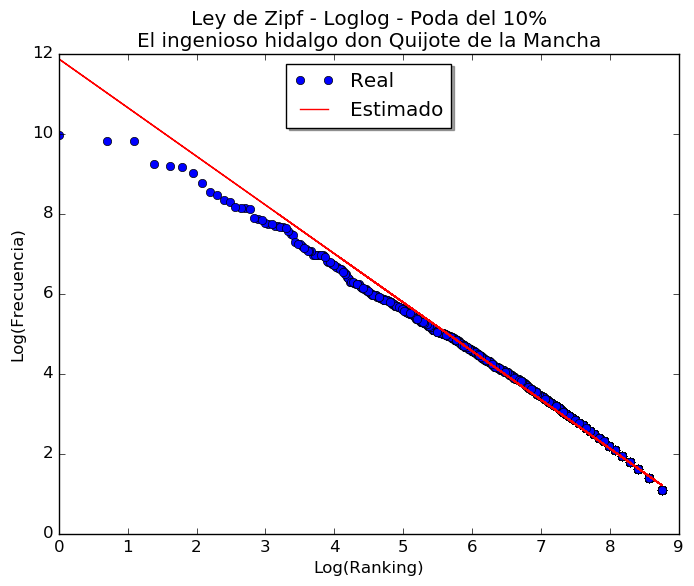 Ley de Zipf - Loglog - Poda del 10%
El ingenioso hidalgo don Quijote de la Mancha
Real
Estimado
Log(Frecuencia)
12
10
8
6
4
2
0
0 1 2 3 4 5 6 7 8 9
Log(Ranking)